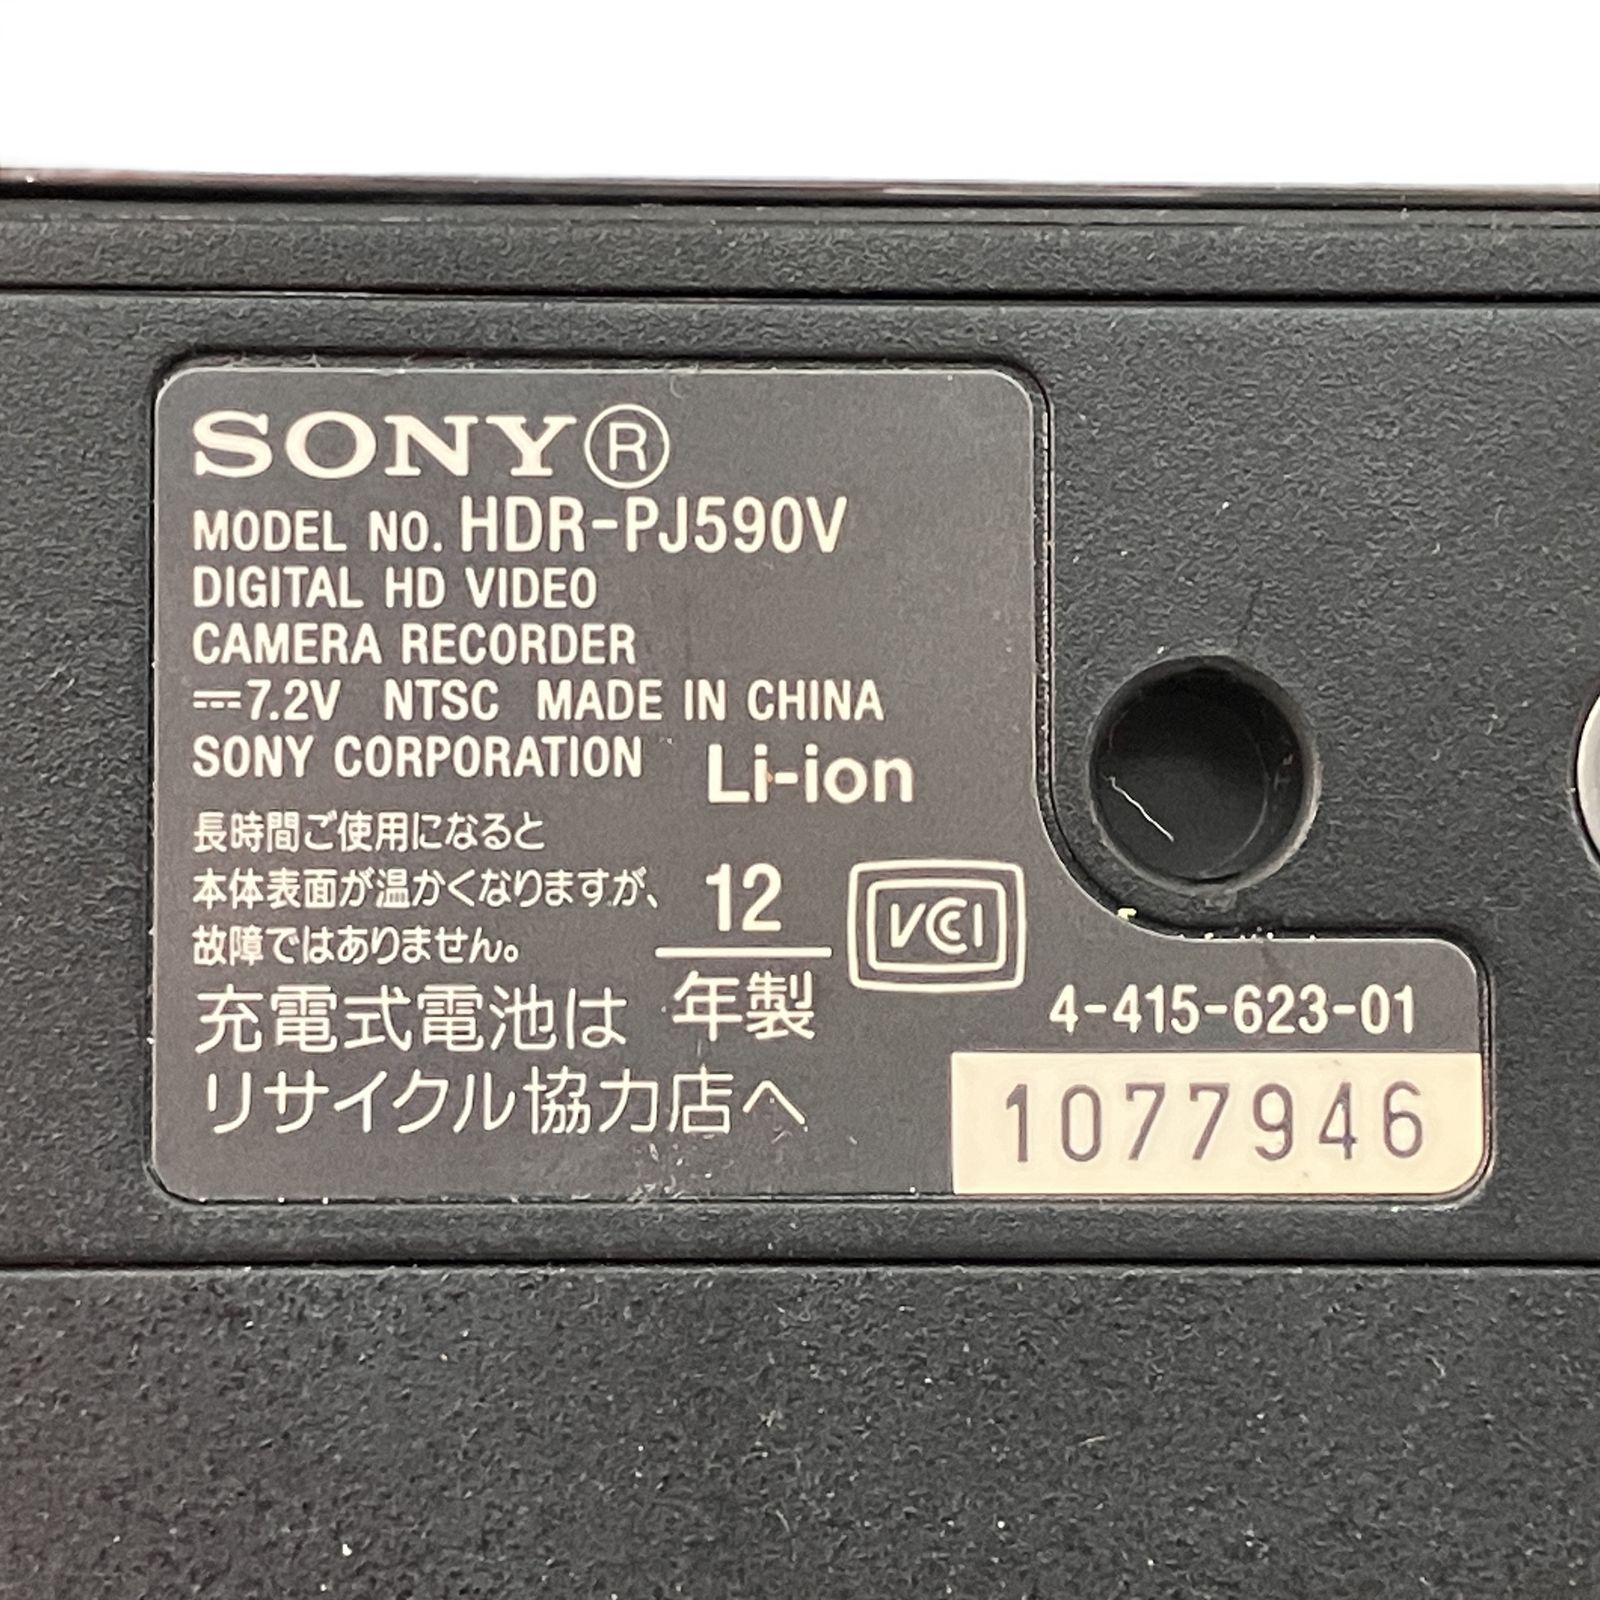 SONY®
MODEL NO. HDR-PJ590V
DIGITAL HD VIDEO
CAMERA RECORDER
⎓7.2V NTSC MADE IN CHINA
SONY CORPORATION Li-ion
長時間ご使用になると
本体表面が温かくなりますが、
故障ではありません。
12
年製
VCCI
充電式電池は
リサイクル協力店へ
4-415-623-01
1077946